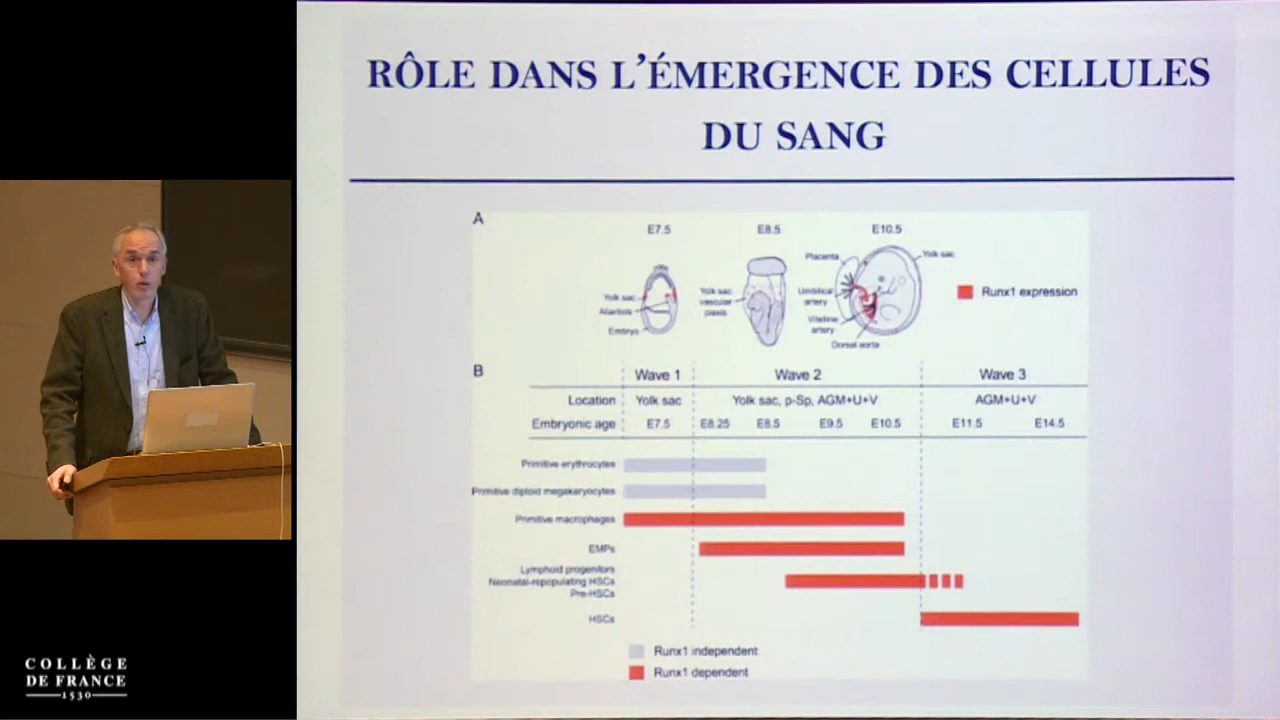 RÔLE DANS L'ÉMERGENCE DES CELLULES
DU SANG
A
E7.5
E8.5
E10.5
Yolk sac
Allantois
Embryo
Yolk sac
vascular
plexis
Placenta
Yolk sac
Umbilical
artery
Vitelline
artery
Dorsal aorta
Runx1 expression
B
Wave 1
Wave 2
Wave 3
Location
Yolk sac
Yolk sac, p-Sp, AGM+U+V
AGM+U+V
Embryonic age
E7.5
E8.25
E8.5
E9.5
E10.5
E11.5
E14.5
Primitive erythrocytes
Primitive diploid megakaryocytes
Primitive macrophages
EMPs
Lymphoid progenitors
Neonatal-repopulating HSCs
Pre-HSCs
HSCs
Runx1 independent
Runx1 dependent
COLLÈGE
DE FRANCE
1530